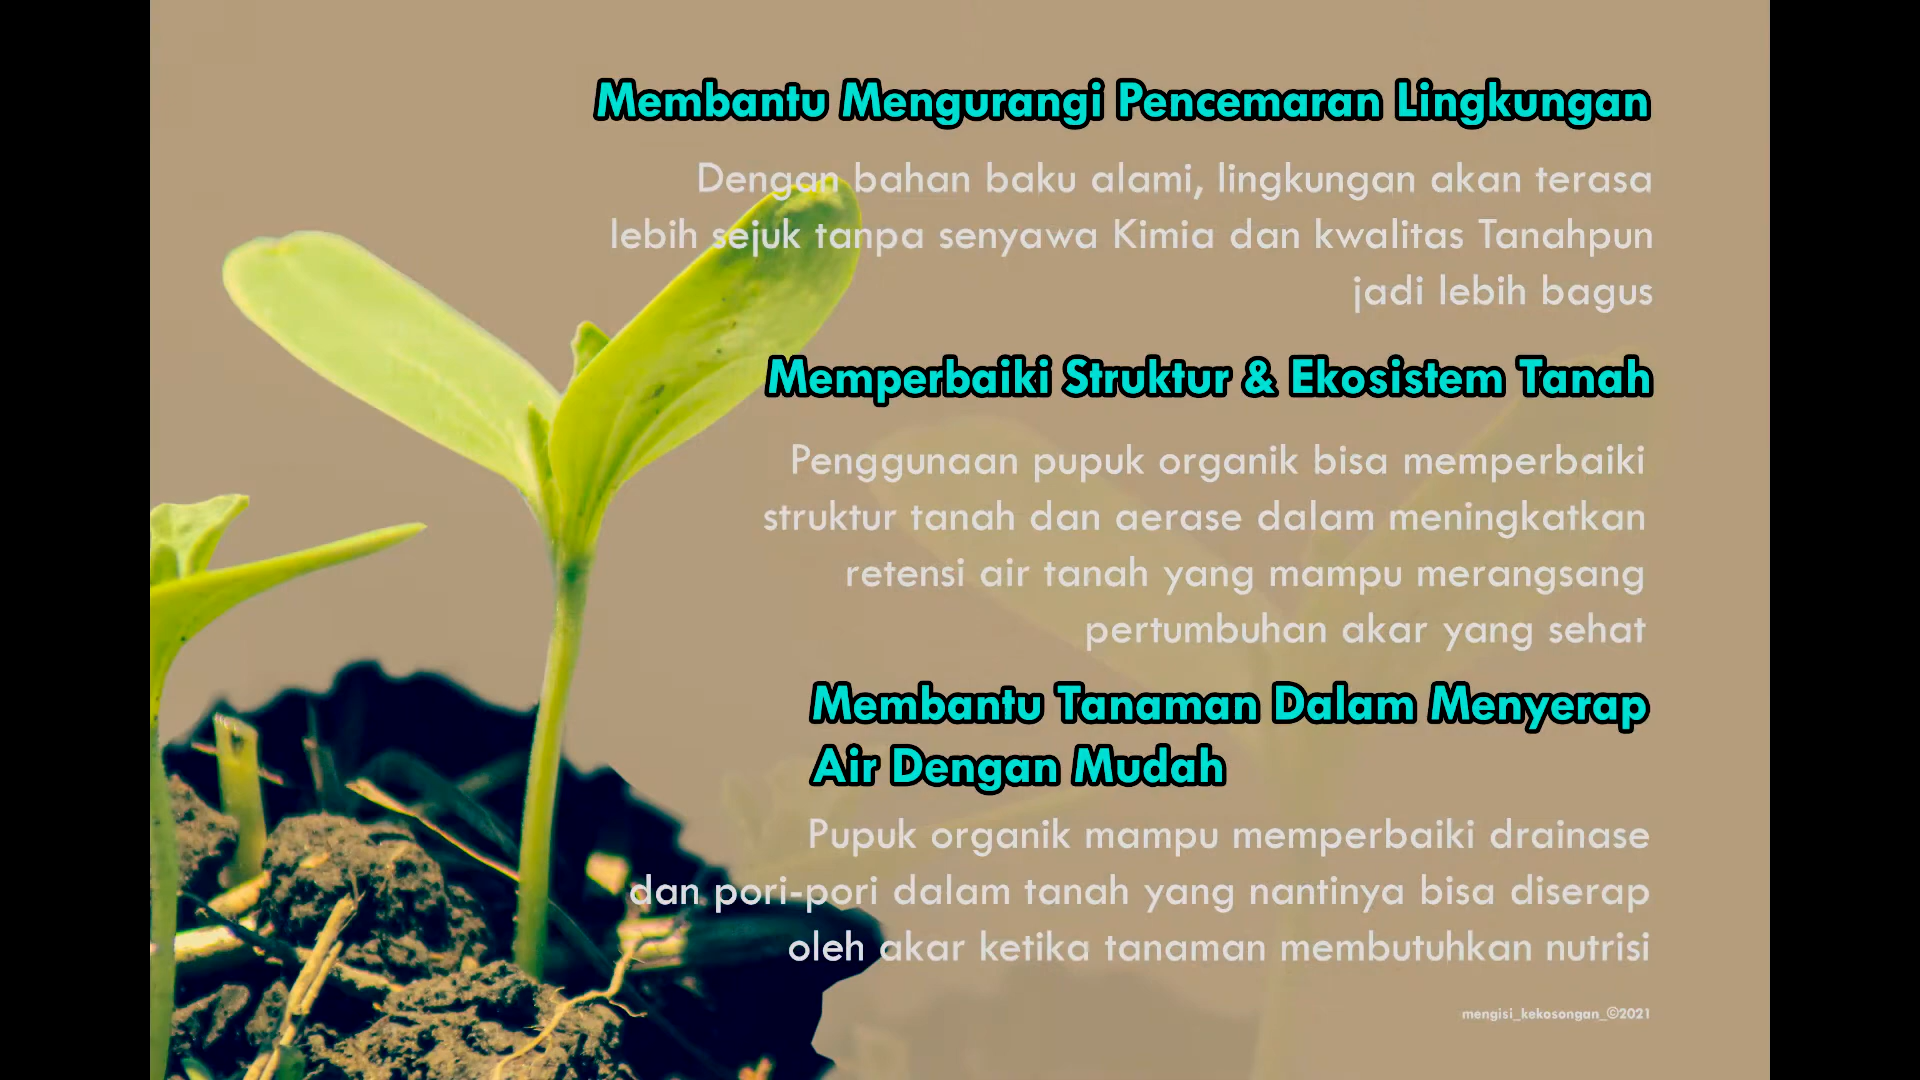 Membantu Mengurangi Pencemaran Lingkungan
Dengan bahan baku alami, lingkungan akan terasa
lebih sejuk tanpa senyawa Kimia dan kwalitas Tanahpun
jadi lebih bagus
Memperbaiki Struktur & Ekosistem Tanah
Penggunaan pupuk organik bisa memperbaiki
struktur tanah dan aerase dalam meningkatkan
retensi air tanah yang mampu merangsang
pertumbuhan akar yang sehat
Membantu Tanaman Dalam Menyerap
Air Dengan Mudah
Pupuk organik mampu memperbaiki drainase
dan pori-pori dalam tanah yang nantinya bisa diserap
oleh akar ketika tanaman membutuhkan nutrisi
mengisi_kekosongan_©2021